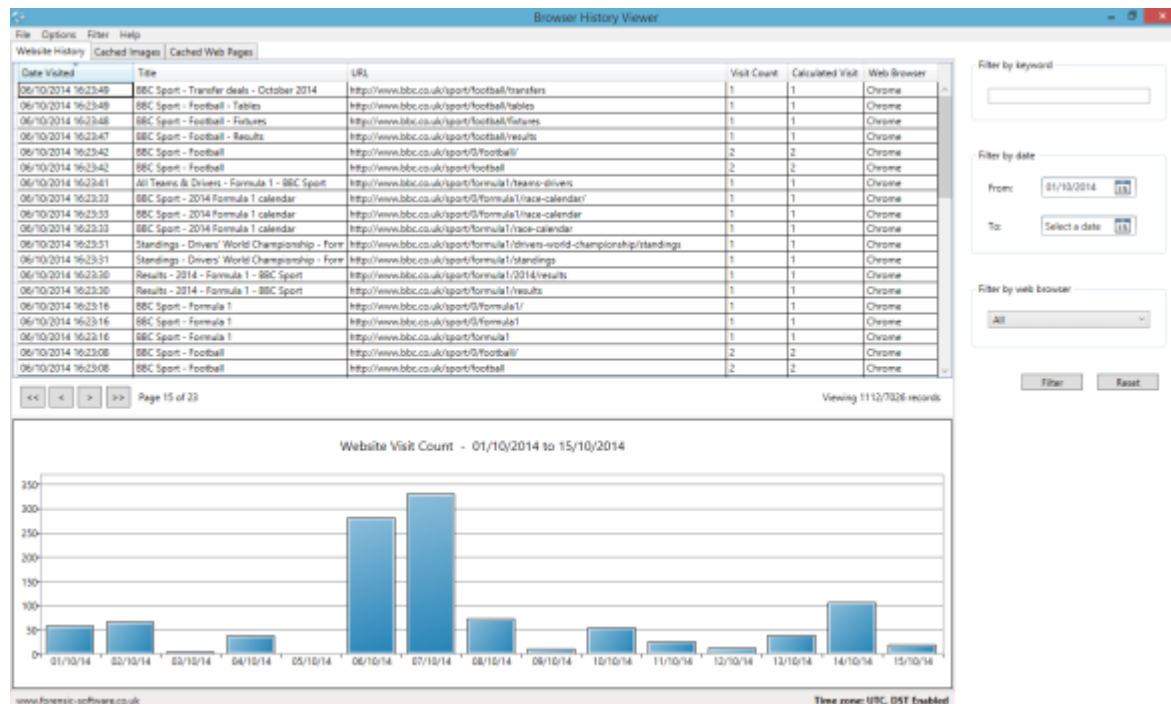 Browser History Viewer
File Options Filter Help
Website History Cached Images Cached Web Pages
Date Visited Title URL Visit Count Calculated Visit Web Browser
06/10/2014 16:23:49 BBC Sport - Transfer deals - October 2014 http://www.bbc.co.uk/sport/football/transfers 1 1 Chrome
06/10/2014 16:23:49 BBC Sport - Football - Tables http://www.bbc.co.uk/sport/football/tables 1 1 Chrome
06/10/2014 16:23:48 BBC Sport - Football - Fixtures http://www.bbc.co.uk/sport/football/fixtures 1 1 Chrome
06/10/2014 16:23:47 BBC Sport - Football - Results http://www.bbc.co.uk/sport/football/results 1 1 Chrome
06/10/2014 16:23:42 BBC Sport - Football http://www.bbc.co.uk/sport/0/football/ 2 2 Chrome
06/10/2014 16:23:42 BBC Sport - Football http://www.bbc.co.uk/sport/football 2 2 Chrome
06/10/2014 16:23:41 All Teams & Drivers - Formula 1 - BBC Sport http://www.bbc.co.uk/sport/formula1/teams-drivers 1 1 Chrome
06/10/2014 16:23:33 BBC Sport - 2014 Formula 1 calendar http://www.bbc.co.uk/sport/0/formula1/race-calendar/ 1 1 Chrome
06/10/2014 16:23:33 BBC Sport - 2014 Formula 1 calendar http://www.bbc.co.uk/sport/0/formula1/race-calendar 1 1 Chrome
06/10/2014 16:23:33 BBC Sport - 2014 Formula 1 calendar http://www.bbc.co.uk/sport/formula1/race-calendar 1 1 Chrome
06/10/2014 16:23:31 Standings - Drivers' World Championship - Form http://www.bbc.co.uk/sport/formula1/drivers-world-championship/standings 1 1 Chrome
06/10/2014 16:23:31 Standings - Drivers' World Championship - Form http://www.bbc.co.uk/sport/formula1/standings 1 1 Chrome
06/10/2014 16:23:30 Results - 2014 - Formula 1 - BBC Sport http://www.bbc.co.uk/sport/formula1/2014/results 1 1 Chrome
06/10/2014 16:23:30 Results - 2014 - Formula 1 - BBC Sport http://www.bbc.co.uk/sport/formula1/results 1 1 Chrome
06/10/2014 16:23:16 BBC Sport - Formula 1 http://www.bbc.co.uk/sport/0/formula1/ 1 1 Chrome
06/10/2014 16:23:16 BBC Sport - Formula 1 http://www.bbc.co.uk/sport/0/formula1 1 1 Chrome
06/10/2014 16:23:16 BBC Sport - Formula 1 http://www.bbc.co.uk/sport/formula1 1 1 Chrome
06/10/2014 16:23:08 BBC Sport - Football http://www.bbc.co.uk/sport/0/football/ 2 2 Chrome
06/10/2014 16:23:08 BBC Sport - Football http://www.bbc.co.uk/sport/football 2 2 Chrome
<< < > >> Page 15 of 23 Viewing 1112/7026 records
Filter by keyword
Filter by date
From: 01/10/2014 15
To: Select a date 15
Filter by web browser
All
Filter Reset
Website Visit Count - 01/10/2014 to 15/10/2014
350
300
250
200
150
100
50
0
01/10/14 02/10/14 03/10/14 04/10/14 05/10/14 06/10/14 07/10/14 08/10/14 09/10/14 10/10/14 11/10/14 12/10/14 13/10/14 14/10/14 15/10/14
www.forensic-software.co.uk Time zone: UTC, DST Enabled